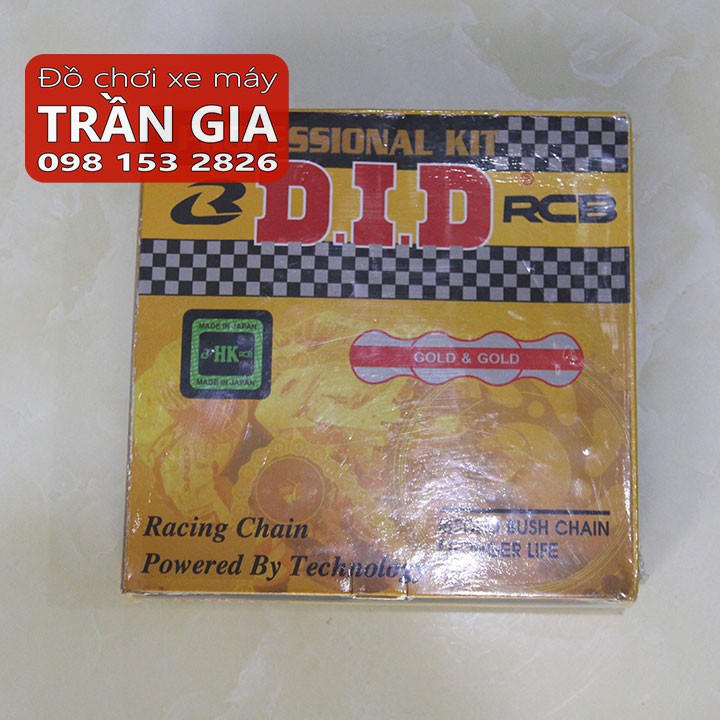 Đồ chơi xe máy
TRẦN GIA
098 153 2826
SSIONAL KIT
D.I.D
® RCB
MADE IN JAPAN
HK RCB
MADE IN JAPAN
GOLD & GOLD
Racing Chain
Powered By Technology
BUSH CHAIN
LIFE